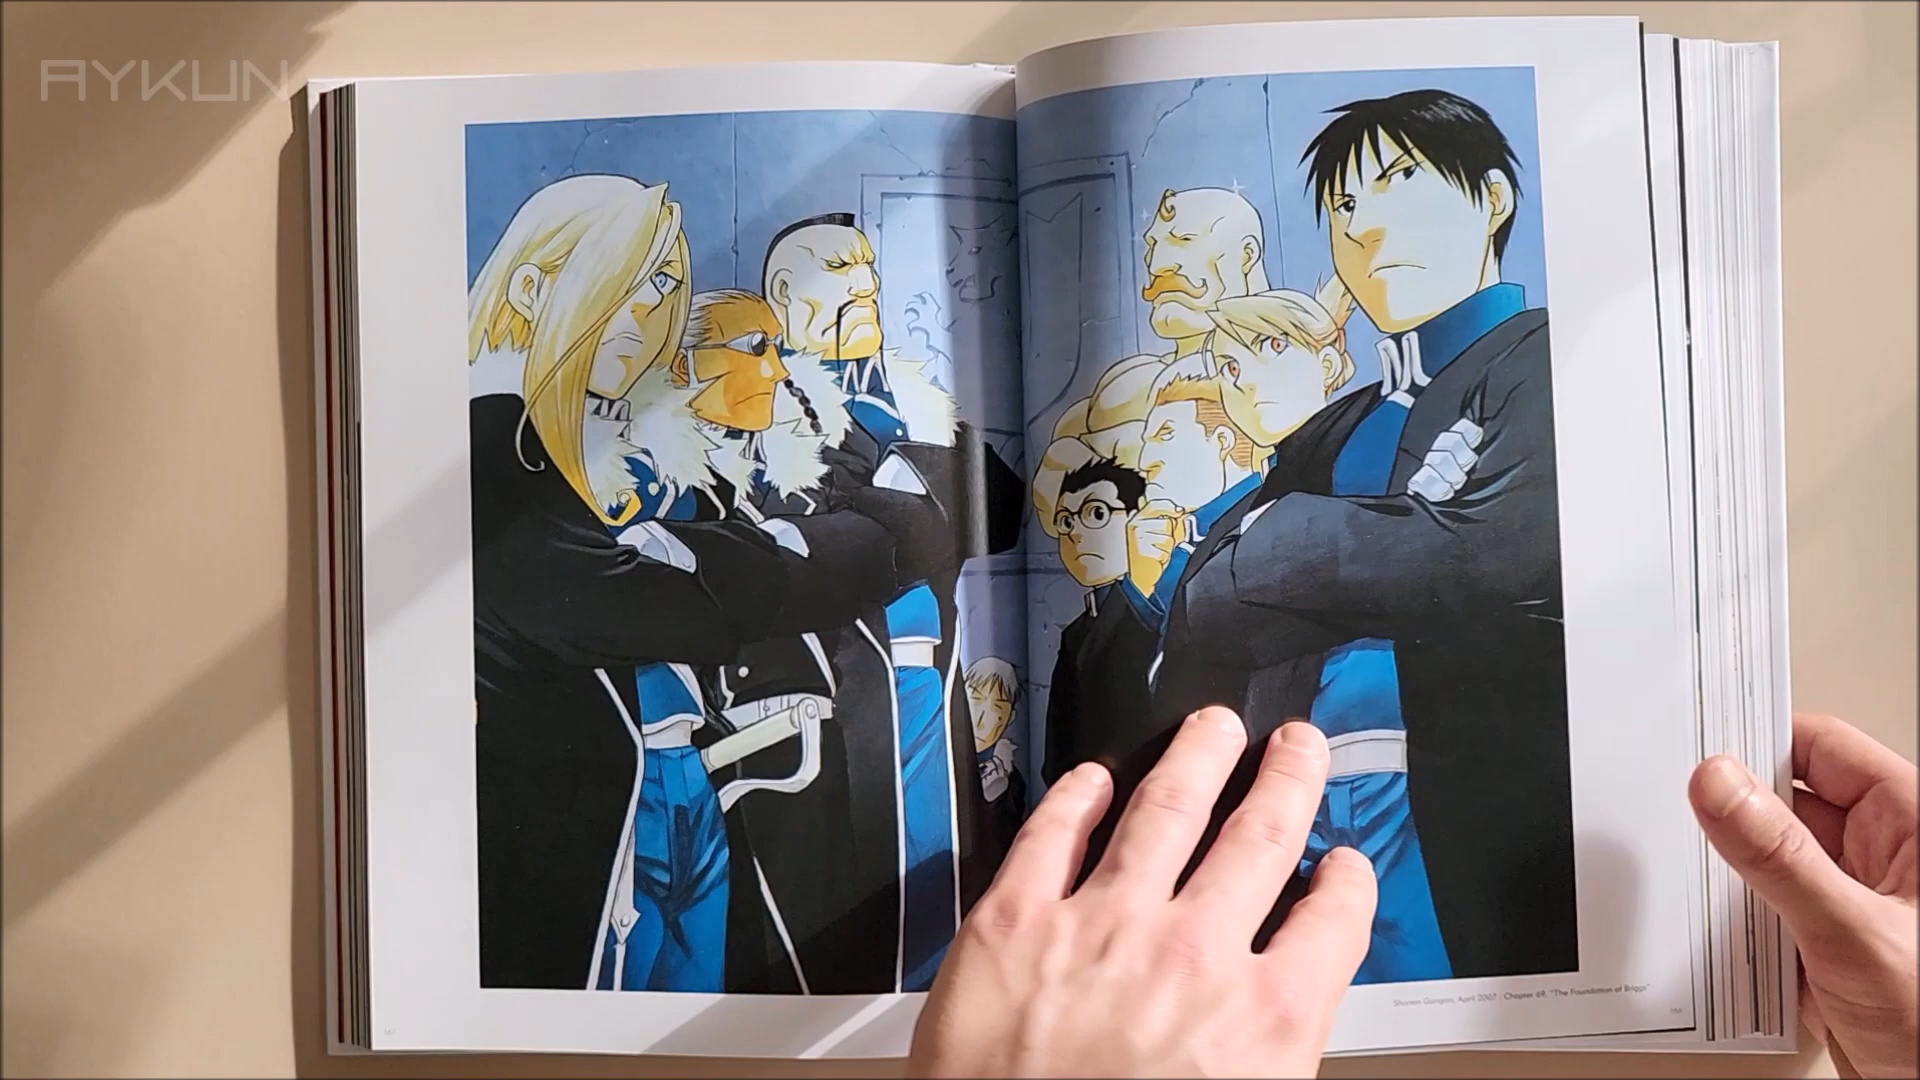 AYKUN
Shonen Gangan, April 2007 / Chapter 69, "The Foundation of Briggs"